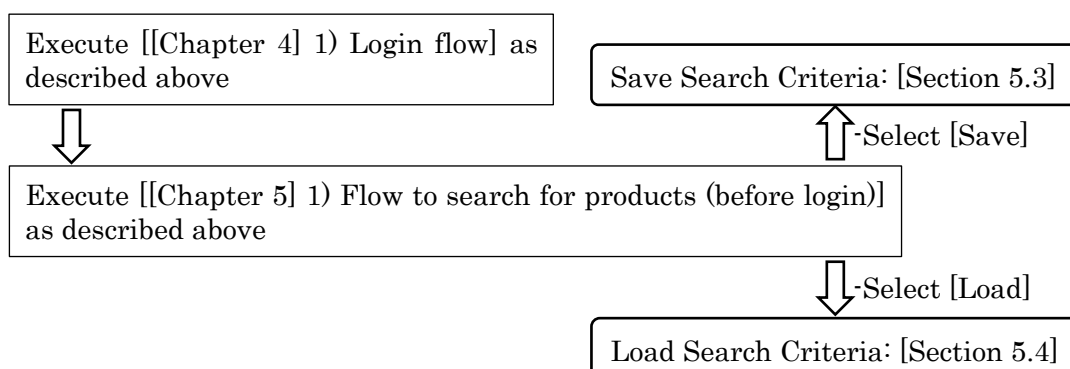 Execute [[Chapter 4] 1) Login flow] as
described above
Save Search Criteria: [Section 5.3]
-Select [Save]
Execute [[Chapter 5] 1) Flow to search for products (before login)]
as described above
-Select [Load]
Load Search Criteria: [Section 5.4]